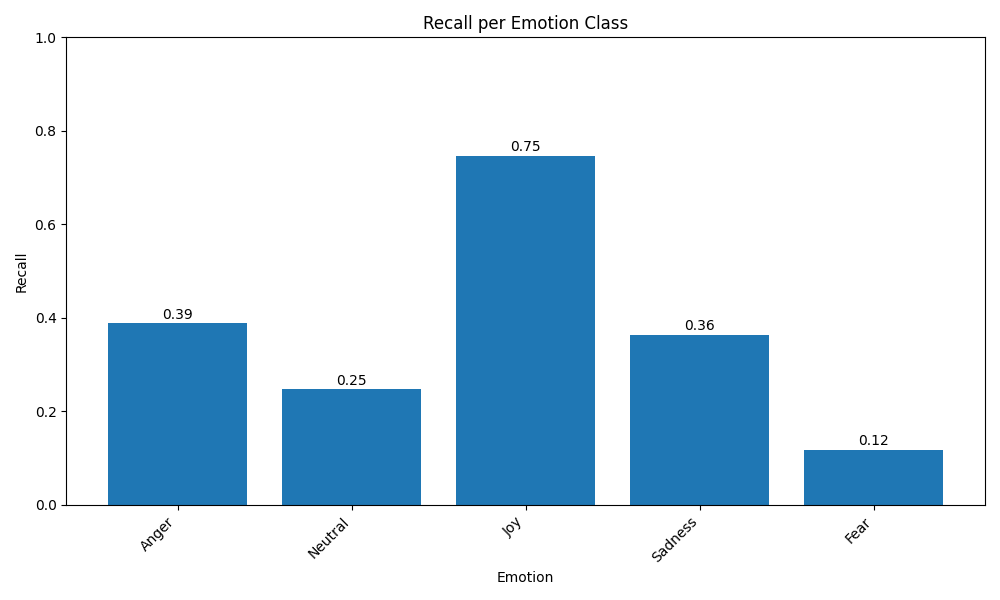 Recall per Emotion Class
1.0
0.8
0.6
0.4
0.2
0.0
Recall
0.39
0.25
0.75
0.36
0.12
Anger
Neutral
Joy
Sadness
Fear
Emotion